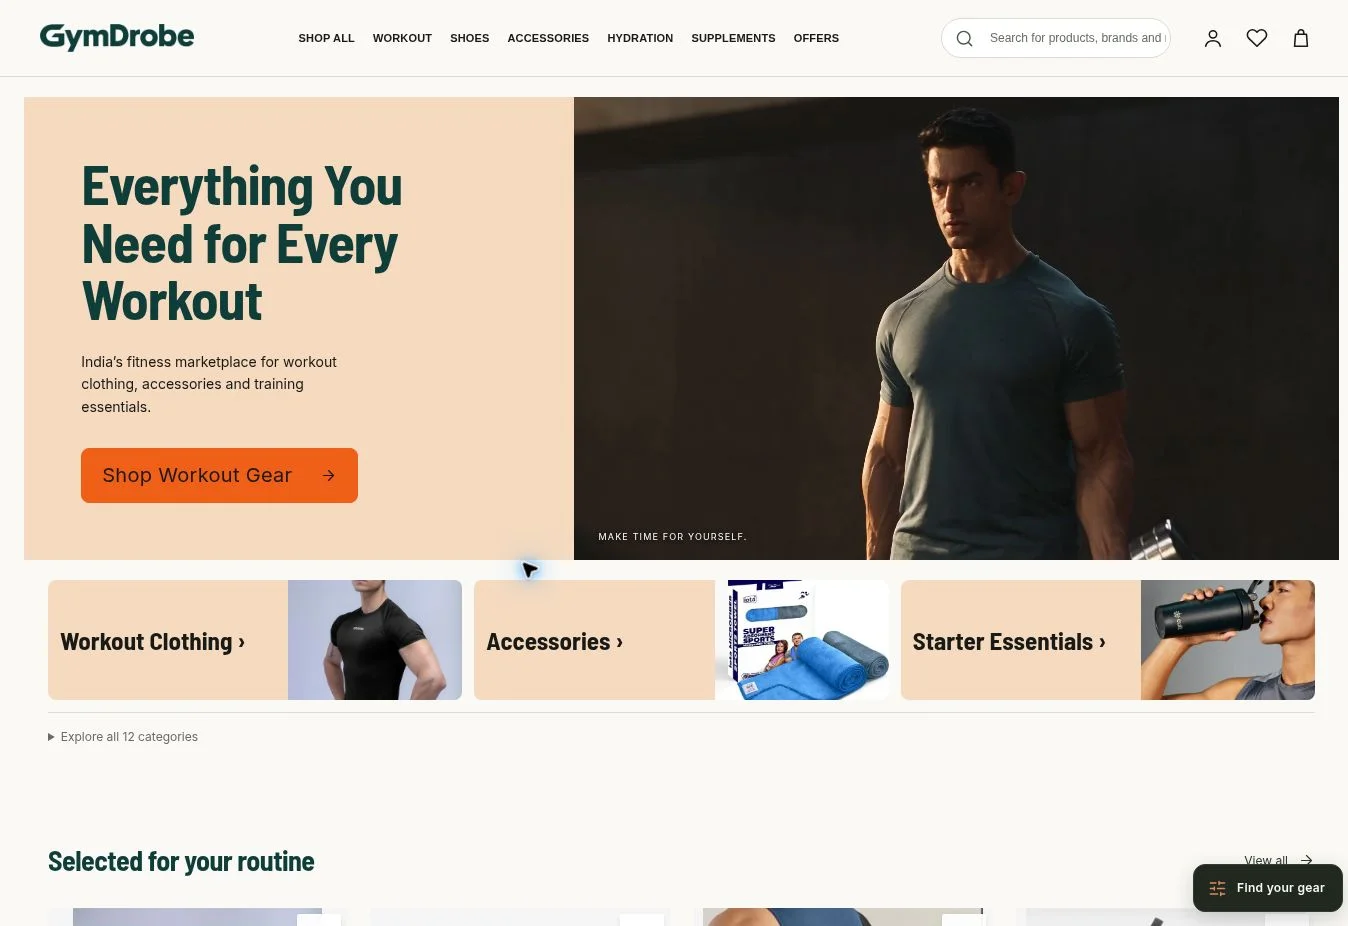 GymDrobe
SHOP ALL WORKOUT SHOES ACCESSORIES HYDRATION SUPPLEMENTS OFFERS
Search for products, brands and
Everything You
Need for Every
Workout
India's fitness marketplace for workout
clothing, accessories and training
essentials.
Shop Workout Gear →
MAKE TIME FOR YOURSELF.
Workout Clothing ›
Accessories ›
SUPER
ABSORBENT
SPORTS
Starter Essentials ›
Explore all 12 categories
Selected for your routine
View all →
Find your gear